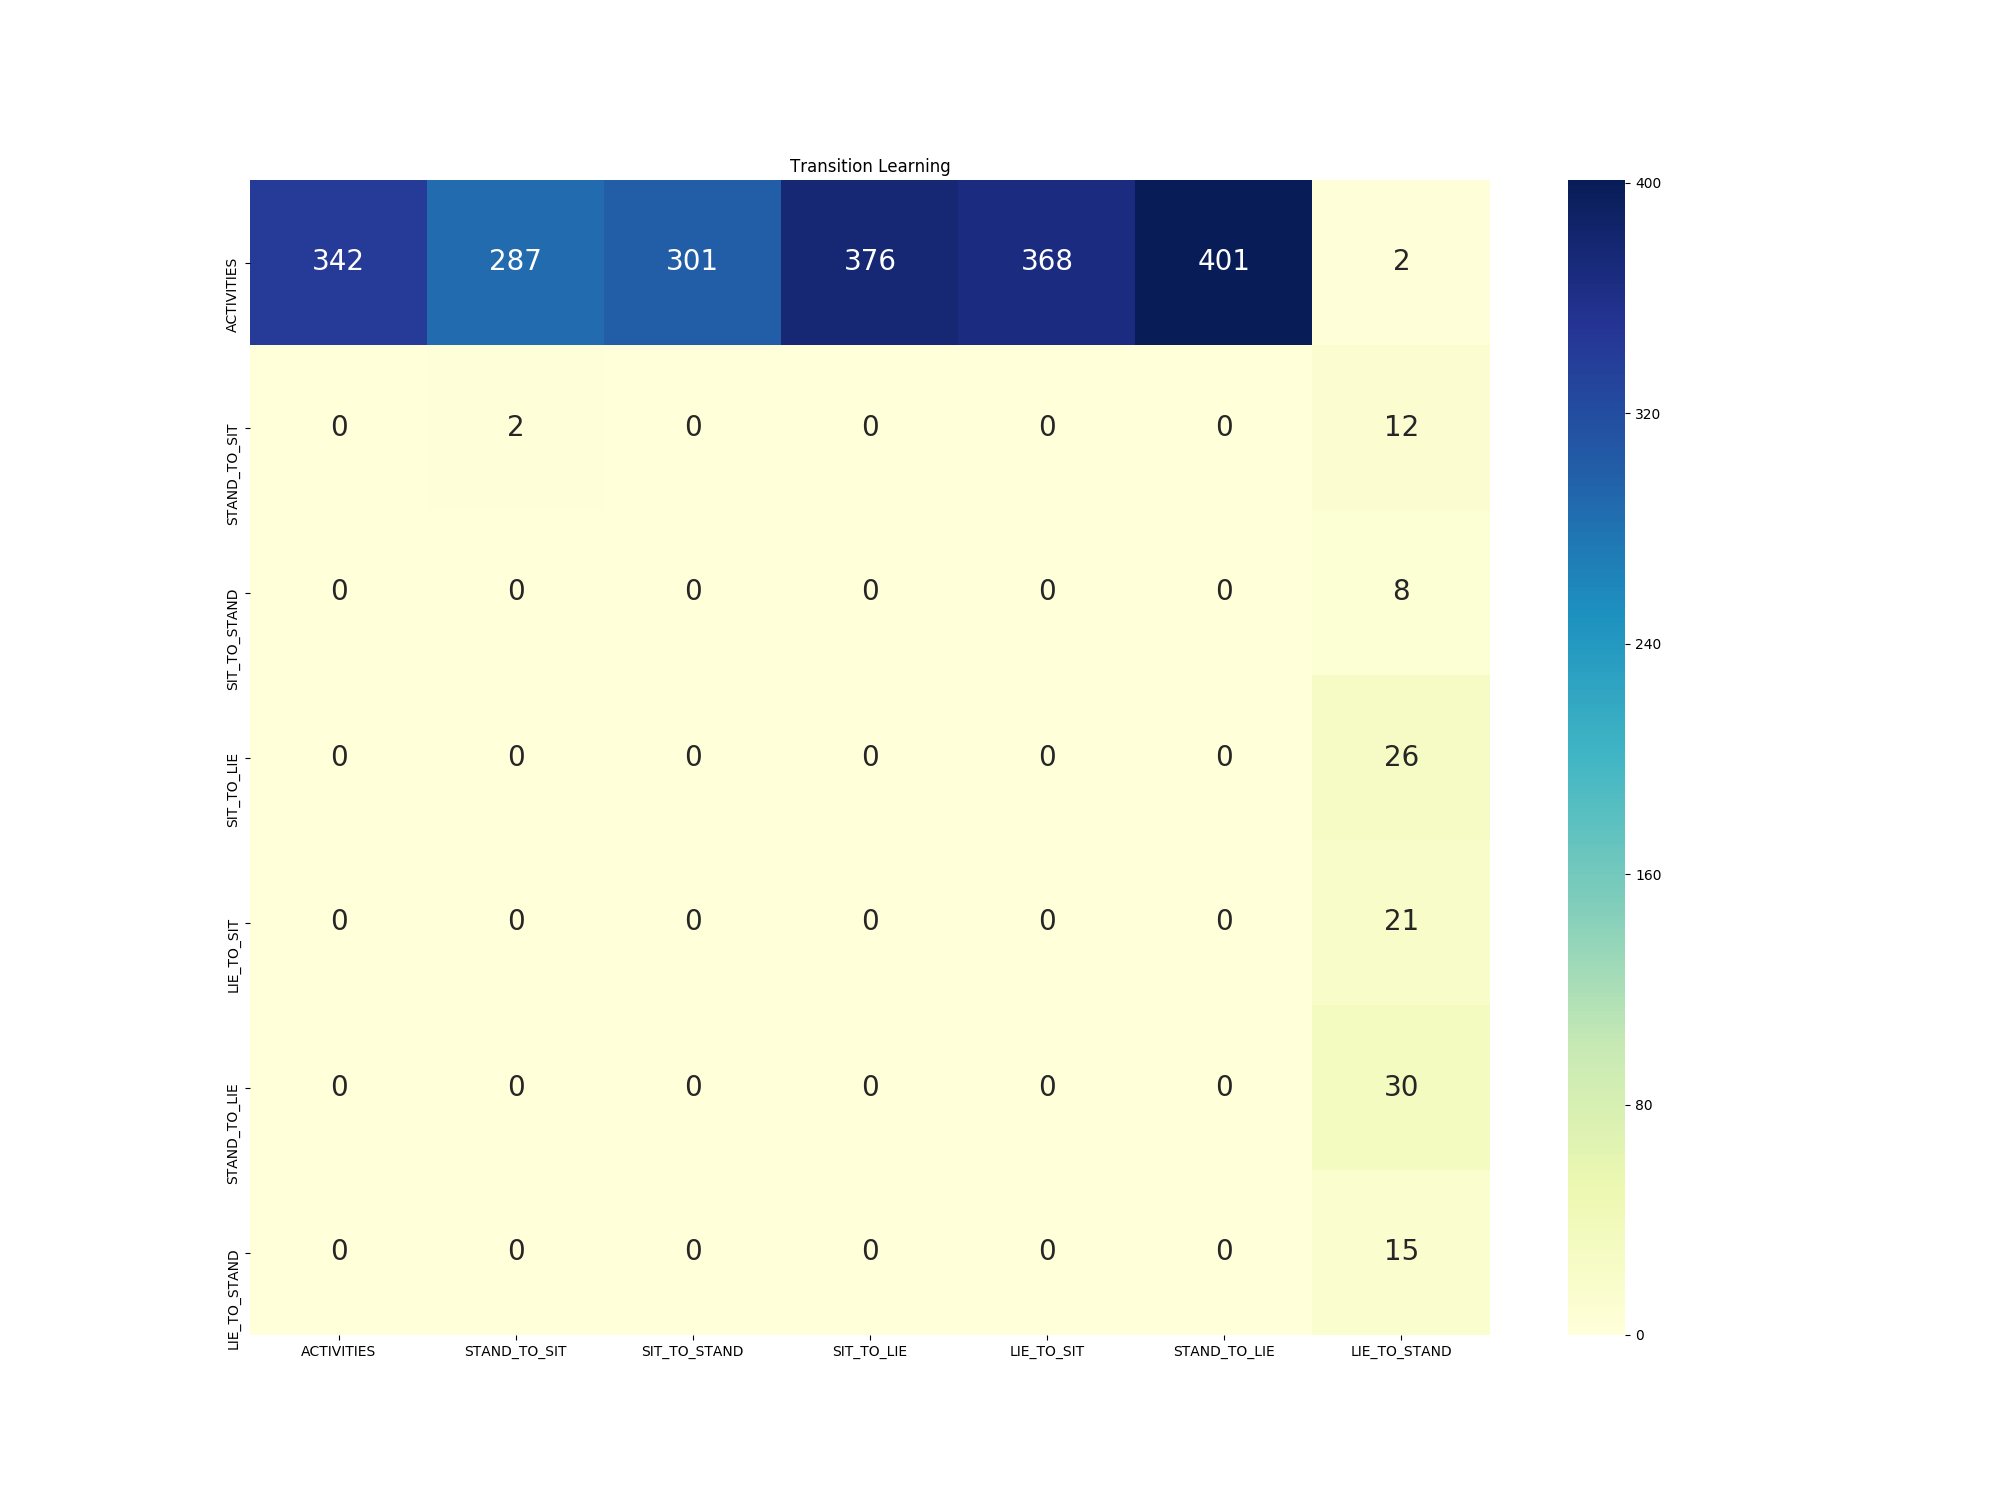 Transition Learning
ACTIVITIES 342 287 301 376 368 401 2
STAND_TO_SIT 0 2 0 0 0 0 12
SIT_TO_STAND 0 0 0 0 0 0 8
SIT_TO_LIE 0 0 0 0 0 0 26
LIE_TO_SIT 0 0 0 0 0 0 21
STAND_TO_LIE 0 0 0 0 0 0 30
LIE_TO_STAND 0 0 0 0 0 0 15
ACTIVITIES STAND_TO_SIT SIT_TO_STAND SIT_TO_LIE LIE_TO_SIT STAND_TO_LIE LIE_TO_STAND
400
320
240
160
80
0